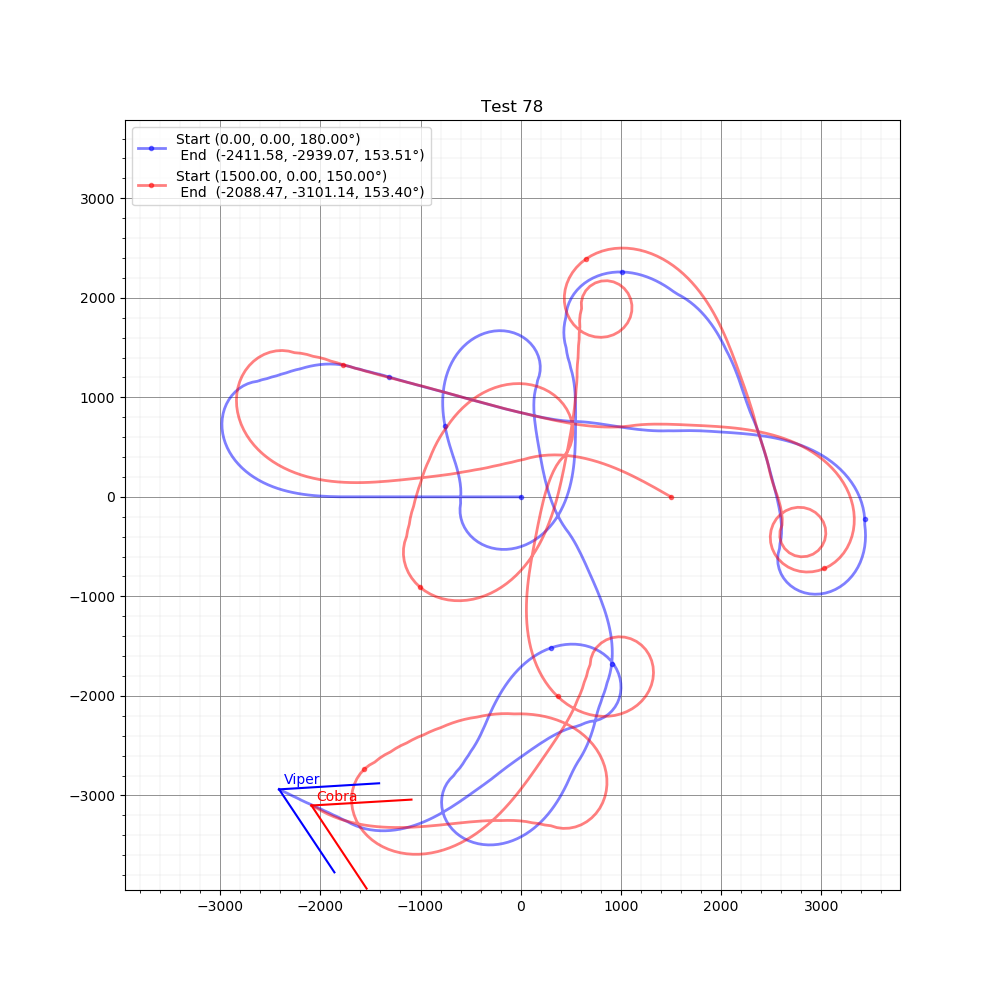 Test 78
Start (0.00, 0.00, 180.00°)
End  (-2411.58, -2939.07, 153.51°)
Start (1500.00, 0.00, 150.00°)
End  (-2088.47, -3101.14, 153.40°)
3000
2000
1000
0
−1000
−2000
−3000
Viper
Cobra
−3000 −2000 −1000 0 1000 2000 3000